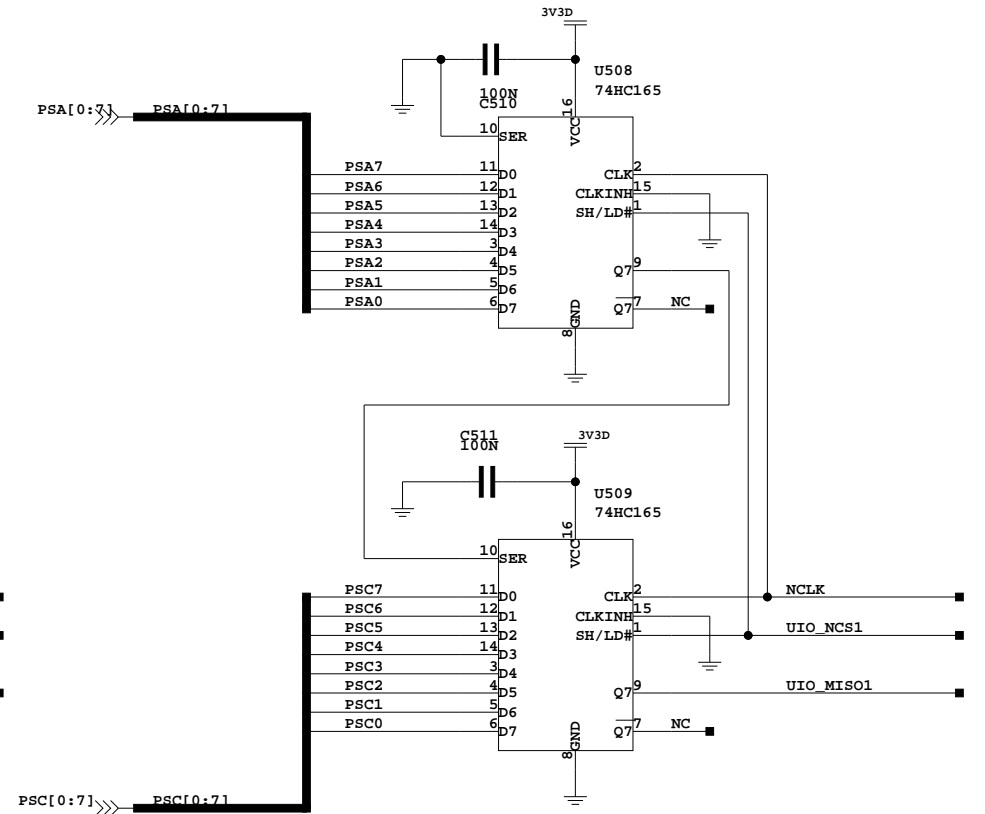 3V3D
U508
100N
C510
74HC165
PSA[0:7]
PSA[0:7]
16
VCC
10
SER
PSA7
11
D0
CLK
2
PSA6
12
D1
CLKINH
15
PSA5
13
D2
SH/LD#
1
PSA4
14
D3
PSA3
3
D4
PSA2
4
D5
Q7
9
PSA1
5
D6
PSA0
6
D7
Q7
7
NC
GND
8
C511
100N
3V3D
U509
74HC165
16
VCC
10
SER
PSC7
11
D0
CLK
2
NCLK
PSC6
12
D1
CLKINH
15
PSC5
13
D2
SH/LD#
1
UIO_NCS1
PSC4
14
D3
PSC3
3
D4
PSC2
4
D5
Q7
9
UIO_MISO1
PSC1
5
D6
PSC0
6
D7
Q7
7
NC
GND
8
PSC[0:7]
PSC[0:7]